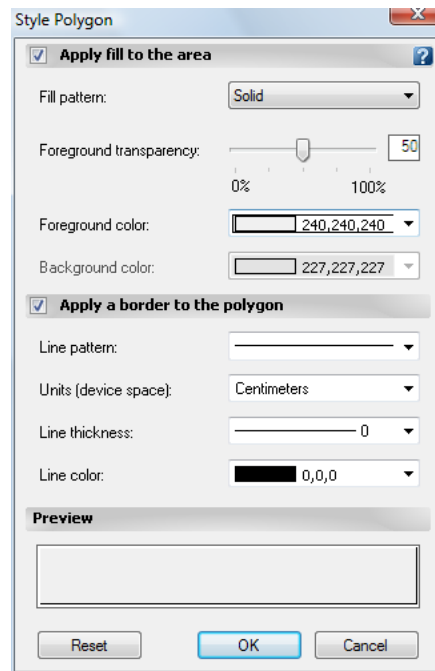 Style Polygon
Apply fill to the area ?
Fill pattern: Solid
Foreground transparency: 50
0% 100%
Foreground color: 240,240,240
Background color: 227,227,227
Apply a border to the polygon
Line pattern:
Units (device space): Centimeters
Line thickness: 0
Line color: 0,0,0
Preview
Reset OK Cancel